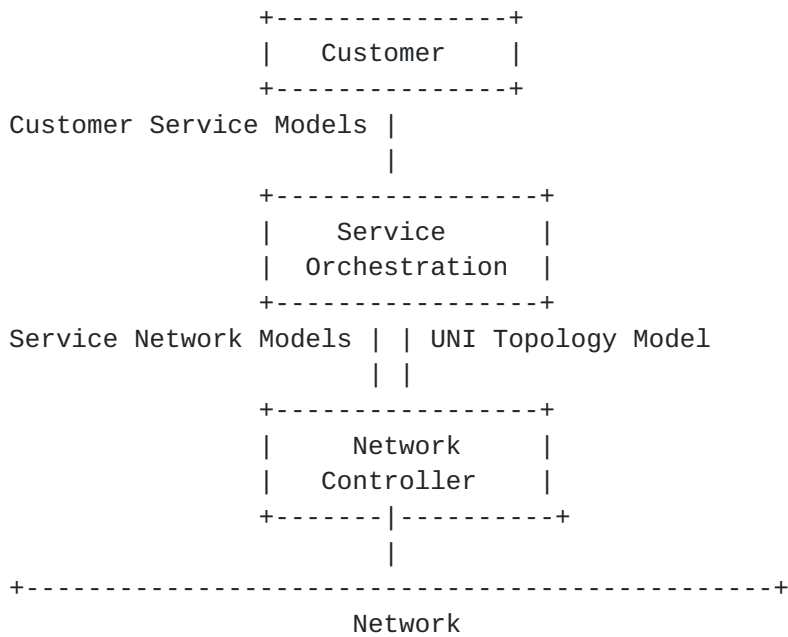 Customer
Customer Service Models
Service
Orchestration
Service Network Models
UNI Topology Model
Network
Controller
Network